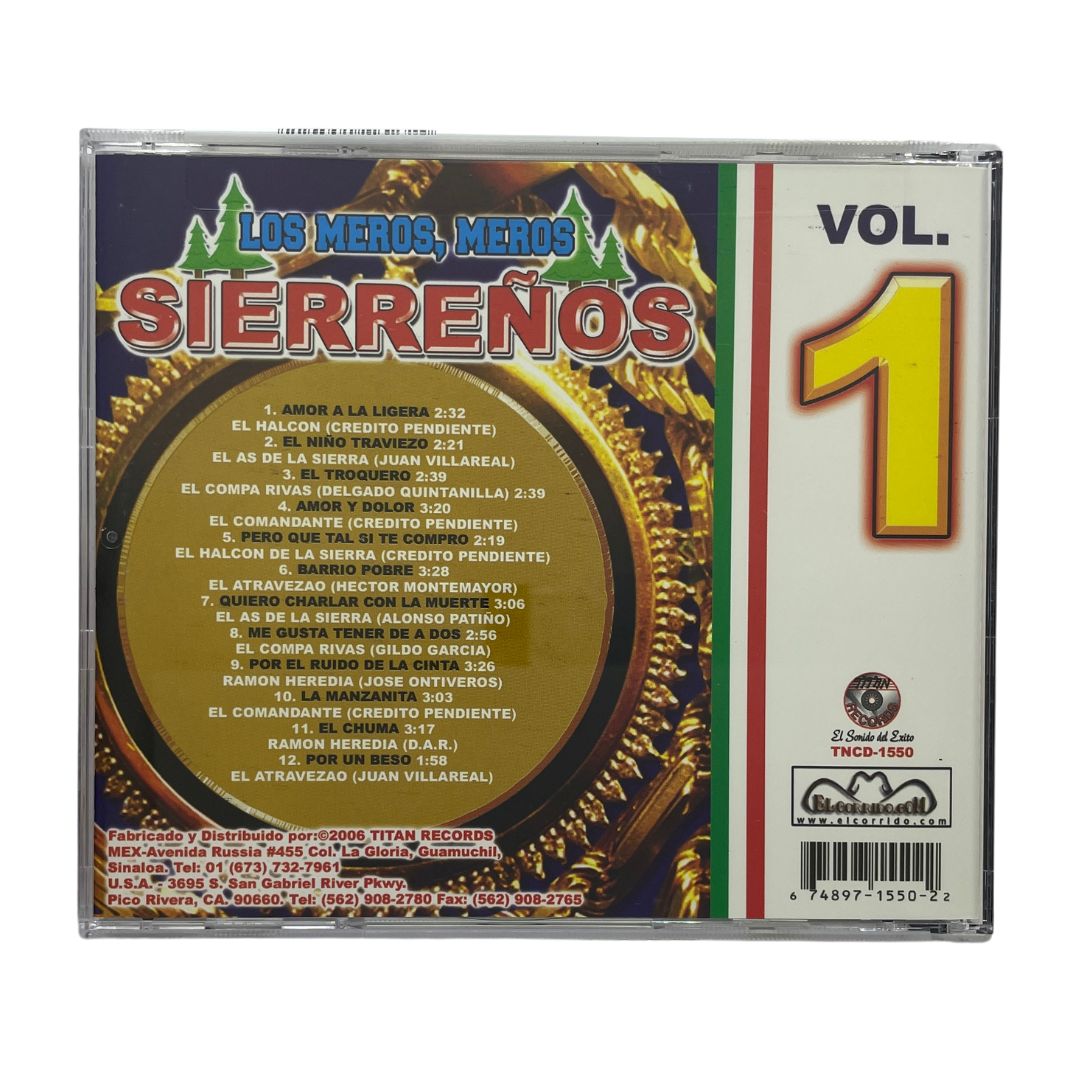 LOS MEROS, MEROS
SIERREÑOS
1. AMOR A LA LIGERA 2:32
EL HALCON (CREDITO PENDIENTE)
2. EL NIÑO TRAVIEZO 2:21
EL AS DE LA SIERRA (JUAN VILLAREAL)
3. EL TROQUERO 2:39
EL COMPA RIVAS (DELGADO QUINTANILLA) 2:39
4. AMOR Y DOLOR 3:20
EL COMANDANTE (CREDITO PENDIENTE)
5. PERO QUE TAL SI TE COMPRO 2:19
EL HALCON DE LA SIERRA (CREDITO PENDIENTE)
6. BARRIO POBRE 3:28
EL ATRAVEZAO (HECTOR MONTEMAYOR)
7. QUIERO CHARLAR CON LA MUERTE 3:06
EL AS DE LA SIERRA (ALONSO PATIÑO)
8. ME GUSTA TENER DE A DOS 2:56
EL COMPA RIVAS (GILDO GARCIA)
9. POR EL RUIDO DE LA CINTA 3:26
RAMON HEREDIA (JOSE ONTIVEROS)
10. LA MANZANITA 3:03
EL COMANDANTE (CREDITO PENDIENTE)
11. EL CHUMA 3:17
RAMON HEREDIA (D.A.R.)
12. POR UN BESO 1:58
EL ATRAVEZAO (JUAN VILLAREAL)
Fabricado y Distribuido por:©2006 TITAN RECORDS
MEX-Avenida Russia #455 Col. La Gloria, Guamuchil,
Sinaloa. Tel: 01 (673) 732-7961
U.S.A. - 3695 S. San Gabriel River Pkwy.
Pico Rivera, CA. 90660. Tel: (562) 908-2780 Fax: (562) 908-2765
VOL.
1
TITAN
RECORDS
El Sonido del Exito
TNCD-1550
ELCORRIDO.COM
www.elcorrido.com
6 74897-1550-2 2